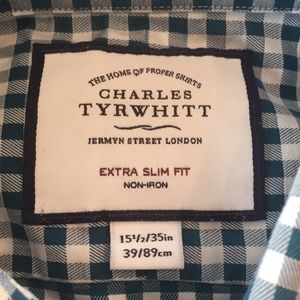 THE HOME OF PROPER SHIRTS
CHARLES
TYRWHITT
JERMYN STREET LONDON
EXTRA SLIM FIT
NON-IRON
15½/35in
39/89cm